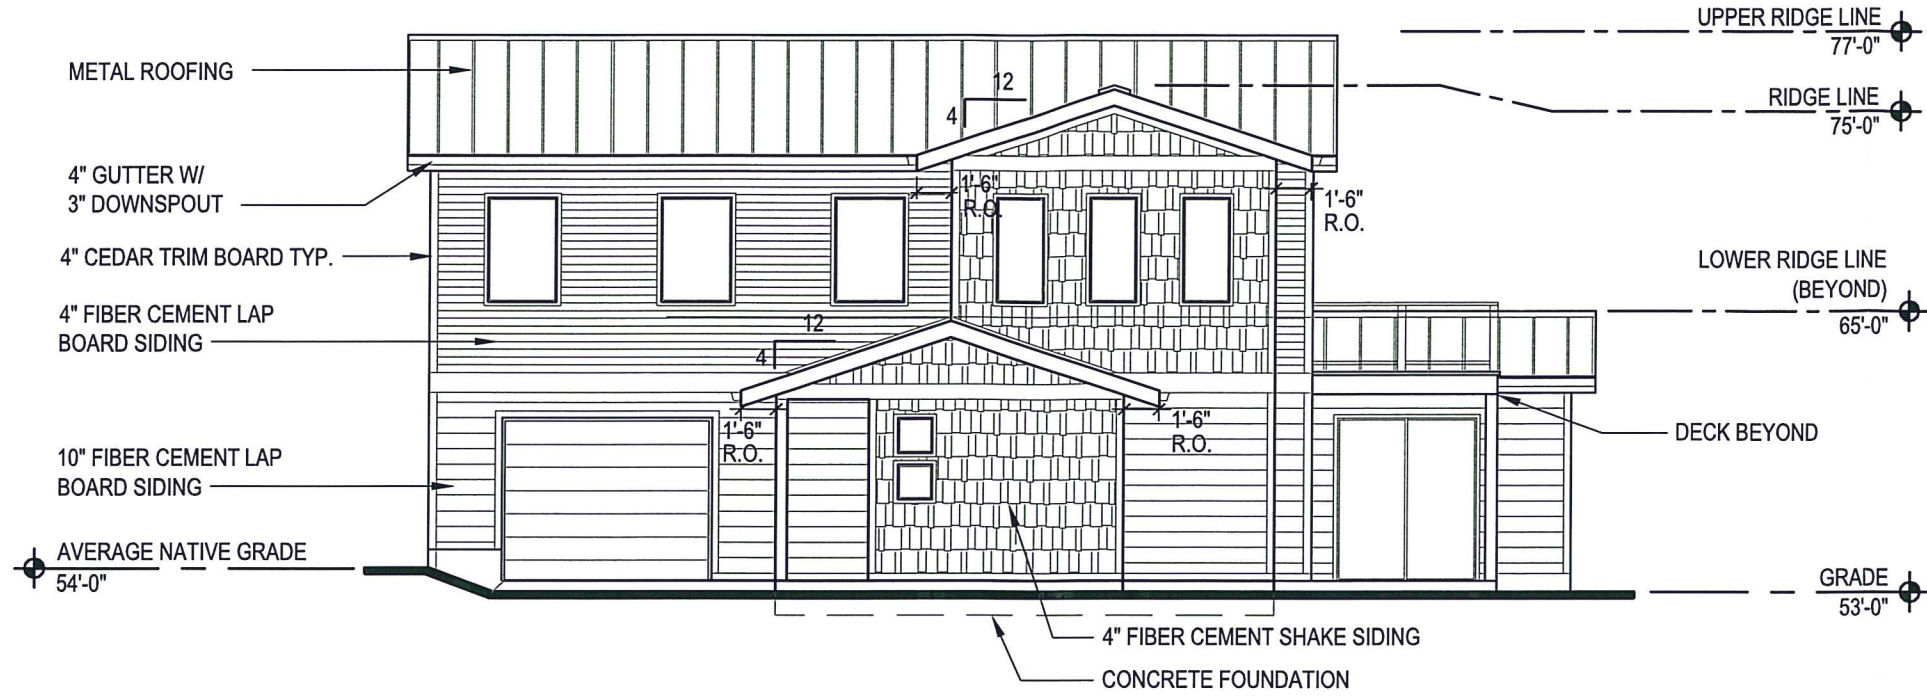 UPPER RIDGE LINE
77'-0"
METAL ROOFING
12
4
RIDGE LINE
75'-0"
4" GUTTER W/
3" DOWNSPOUT
1'-6"
R.O.
1'-6"
R.O.
4" CEDAR TRIM BOARD TYP.
LOWER RIDGE LINE
(BEYOND)
65'-0"
4" FIBER CEMENT LAP
BOARD SIDING
12
4
1'-6"
R.O.
1'-6"
R.O.
DECK BEYOND
10" FIBER CEMENT LAP
BOARD SIDING
AVERAGE NATIVE GRADE
54'-0"
GRADE
53'-0"
4" FIBER CEMENT SHAKE SIDING
CONCRETE FOUNDATION